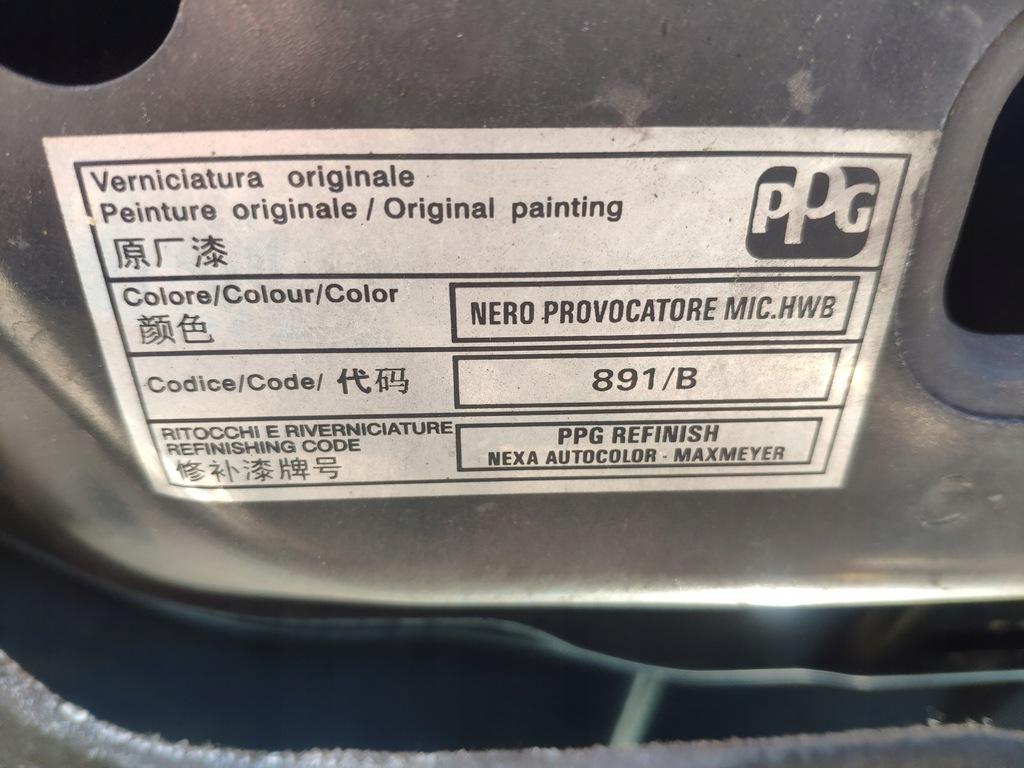 Verniciatura originale
Peinture originale / Original painting
原厂漆
PPG
Colore/Colour/Color
颜色
NERO PROVOCATORE MIC.HWB
Codice/Code/ 代码
891/B
RITOCCHI E RIVERNICIATURE
REFINISHING CODE
修补漆牌号
PPG REFINISH
NEXA AUTOCOLOR - MAXMEYER